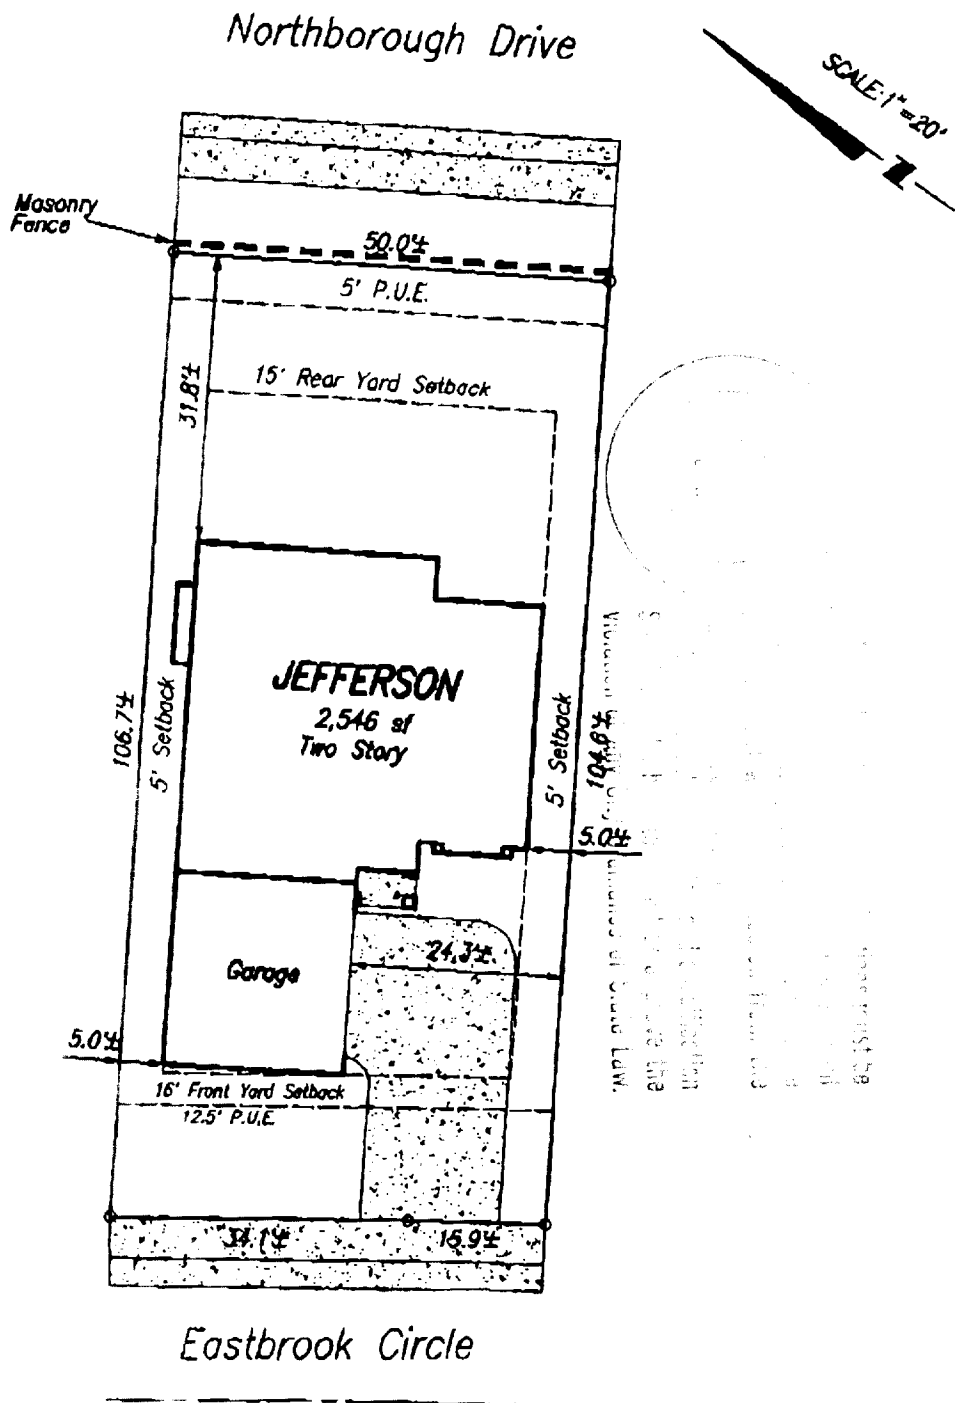 Northborough Drive
SCALE:1"=20'
Masonry
Fence
50.0'±
5' P.U.E.
15' Rear Yard Setback
31.8'±
JEFFERSON
2,546 sf
Two Story
106.7'±
5' Setback
5' Setback
104.6'±
5.0'±
24.3'±
Garage
5.0'±
16' Front Yard Setback
12.5' P.U.E.
34.1'±
15.9'±
Eastbrook Circle